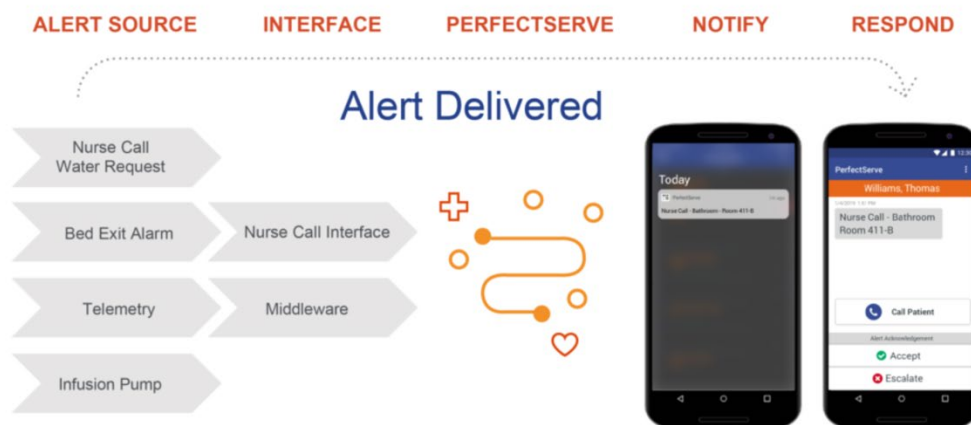 ALERT SOURCE
INTERFACE
PERFECTSERVE
NOTIFY
RESPOND
Alert Delivered
Nurse Call
Water Request
Bed Exit Alarm
Telemetry
Infusion Pump
Nurse Call Interface
Middleware
Today
PerfectServe
Nurse Call - Bathroom - Room 411-B
PerfectServe
Williams, Thomas
Nurse Call - Bathroom
Room 411-B
Call Patient
Alert Acknowledgement
Accept
Escalate